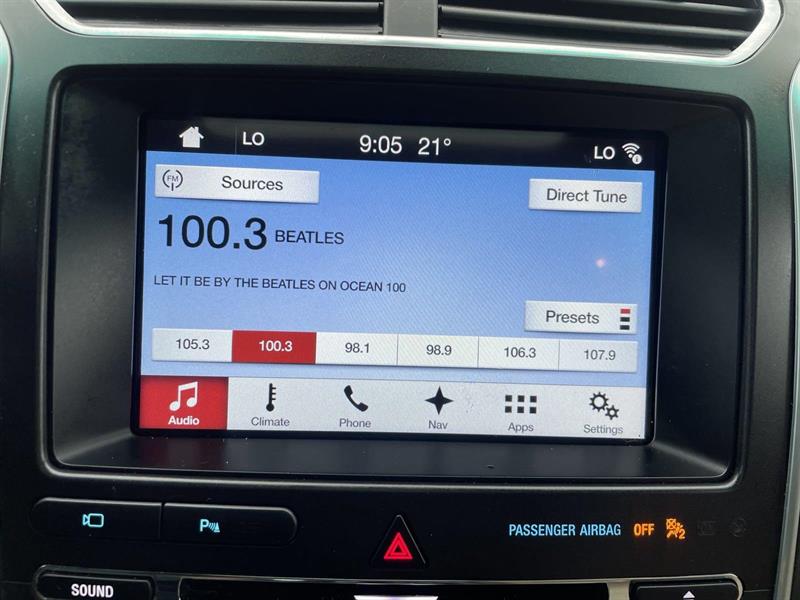 LO 9:05 21° LO
FM Sources
Direct Tune
100.3 BEATLES
LET IT BE BY THE BEATLES ON OCEAN 100
Presets
105.3 100.3 98.1 98.9 106.3 107.9
Audio Climate Phone Nav Apps Settings
P
PASSENGER AIRBAG OFF 2
SOUND